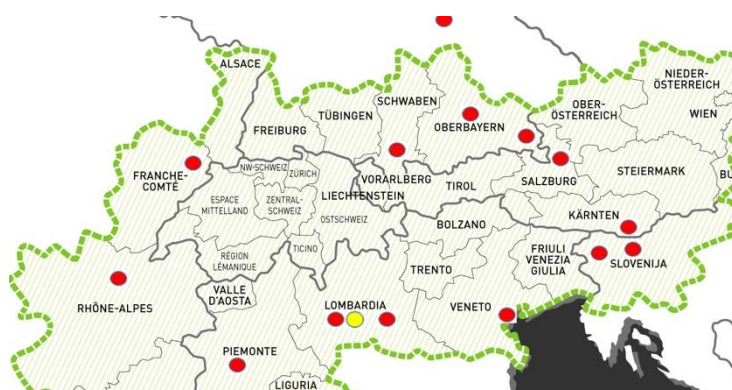 ALSACE
FREIBURG
TÜBINGEN
SCHWABEN
OBERBAYERN
OBER-
ÖSTERREICH
NIEDER-
ÖSTERREICH
WIEN
FRANCHE-
COMTÉ
NW-SCHWEIZ
ZÜRICH
ESPACE
MITTELLAND
ZENTRAL-
SCHWEIZ
LIECHTENSTEIN
OSTSCHWEIZ
VORARLBERG
TIROL
SALZBURG
STEIERMARK
BU
KÄRNTEN
RÉGION
LÉMANIQUE
TICINO
BOLZANO
TRENTO
FRIULI
VENEZIA
GIULIA
SLOVENIJA
RHÔNE-ALPES
VALLE
D'AOSTA
LOMBARDIA
VENETO
PIEMONTE
LIGURIA